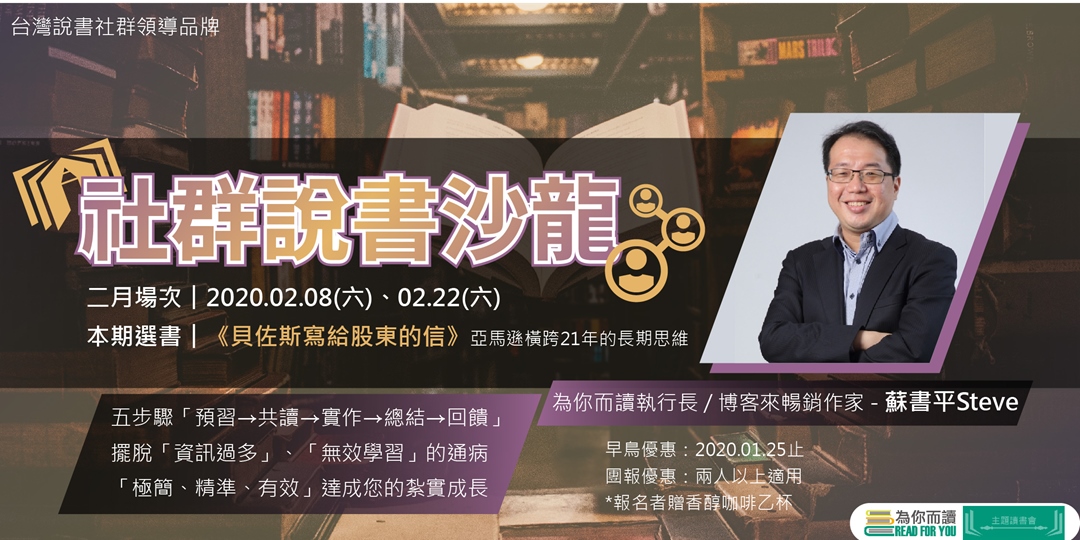 台灣說書社群領導品牌
MARS TRILO
社群說書沙龍
二月場次｜2020.02.08(六)、02.22(六)
本期選書｜《貝佐斯寫給股東的信》亞馬遜橫跨21年的長期思維
為你而讀執行長 / 博客來暢銷作家 - 蘇書平Steve
五步驟「預習→共讀→實作→總結→回饋」
擺脫「資訊過多」、「無效學習」的通病
「極簡、精準、有效」達成您的紮實成長
早鳥優惠：2020.01.25止
團報優惠：兩人以上適用
*報名者贈香醇咖啡乙杯
為你而讀
READ FOR YOU
主題讀書會